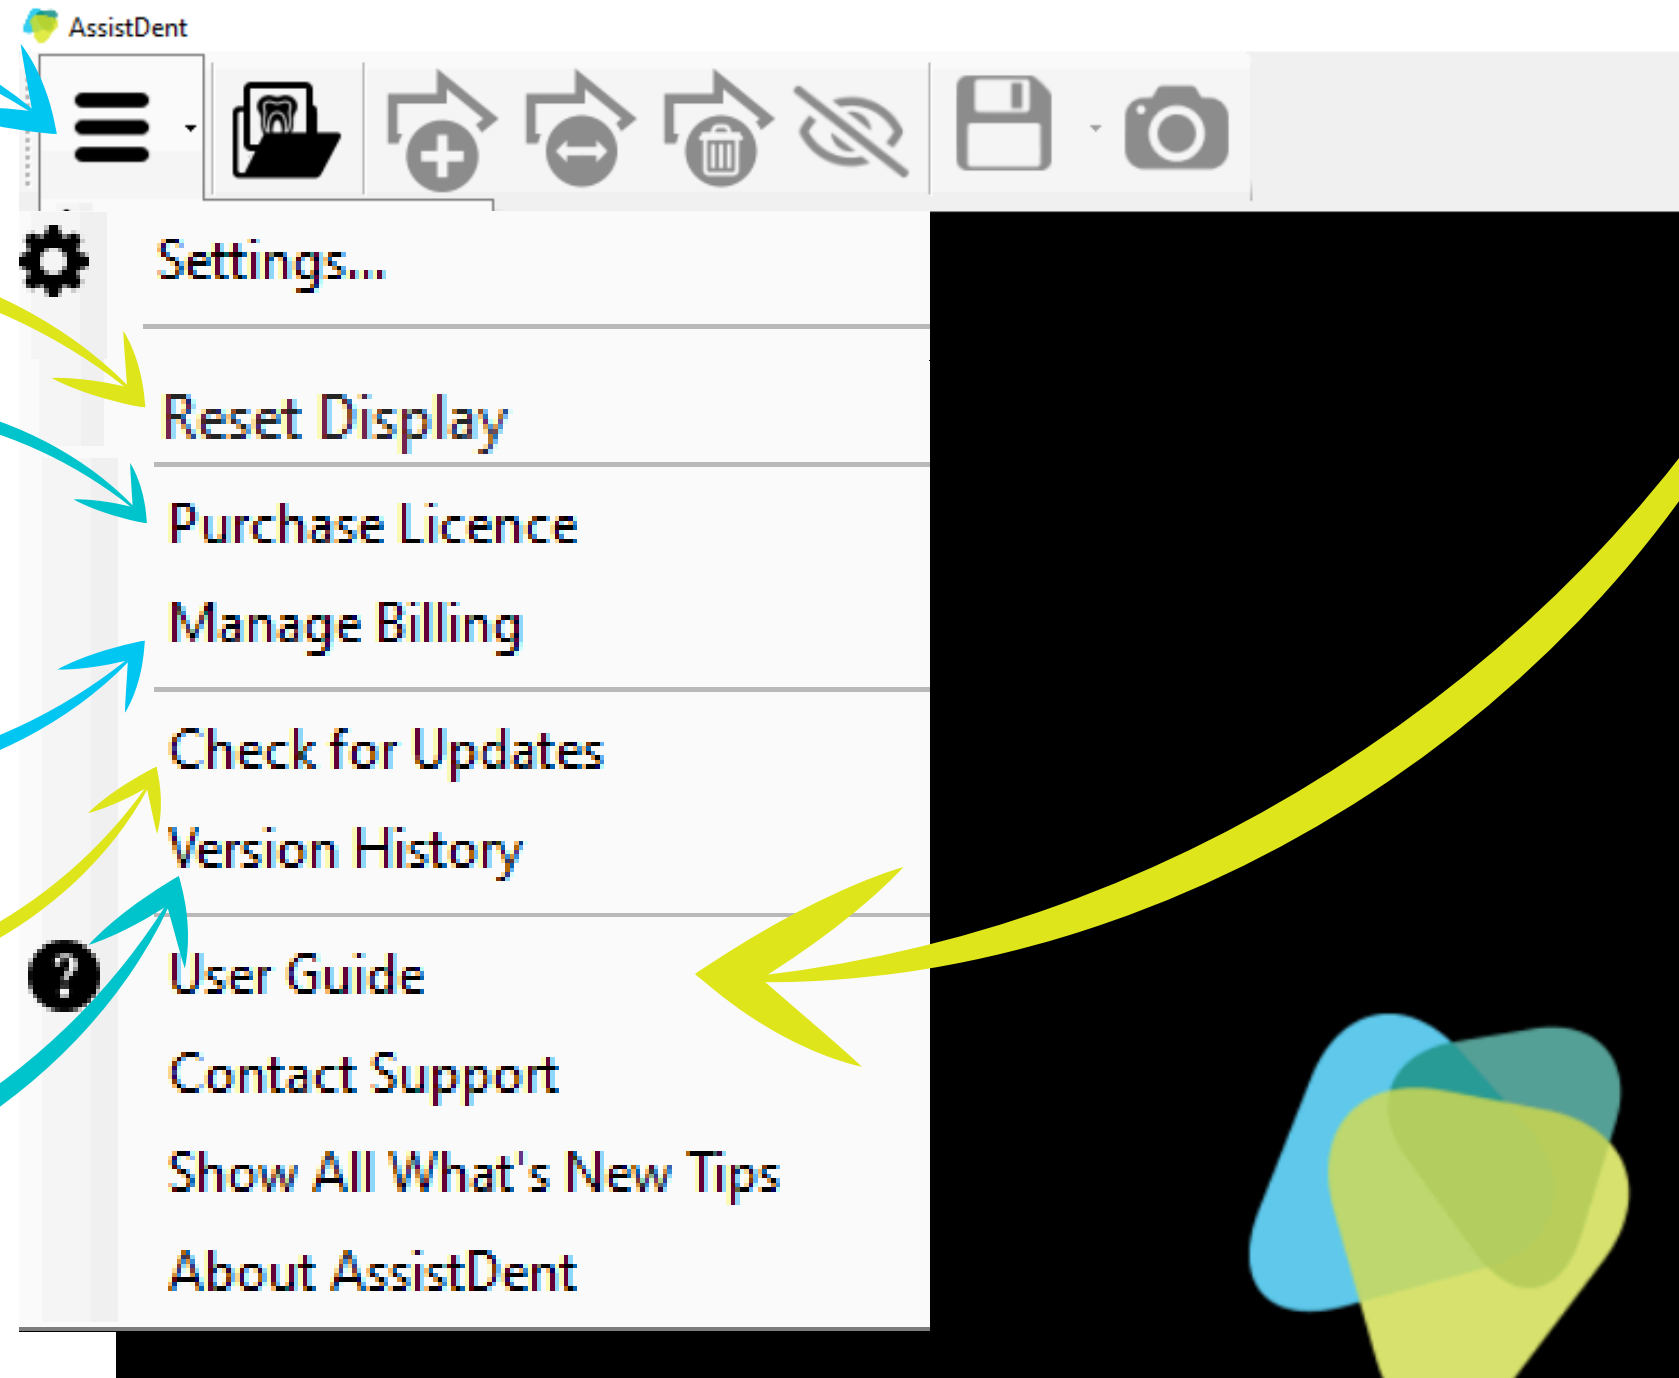 AssistDent
Settings...
Reset Display
Purchase Licence
Manage Billing
Check for Updates
Version History
User Guide
Contact Support
Show All What's New Tips
About AssistDent